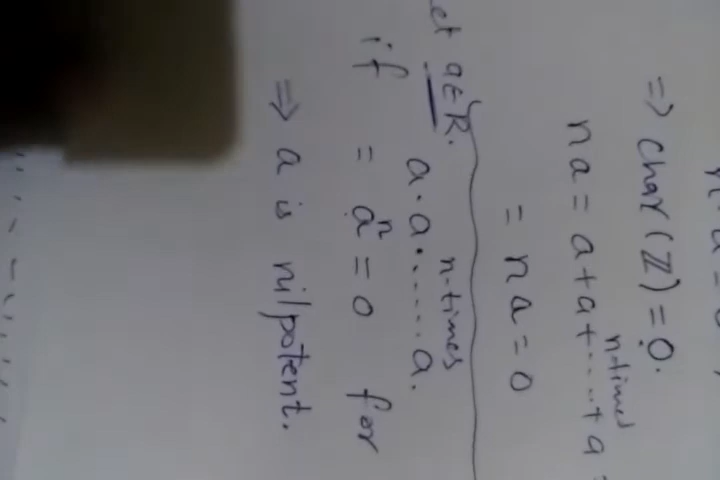 => char(ℤ)=0.
n-times
na = a+a+.....+a =
= na = 0
et a∈R.
n-times
a.a.......a.
if = aⁿ = 0 for
=> a is nilpotent.